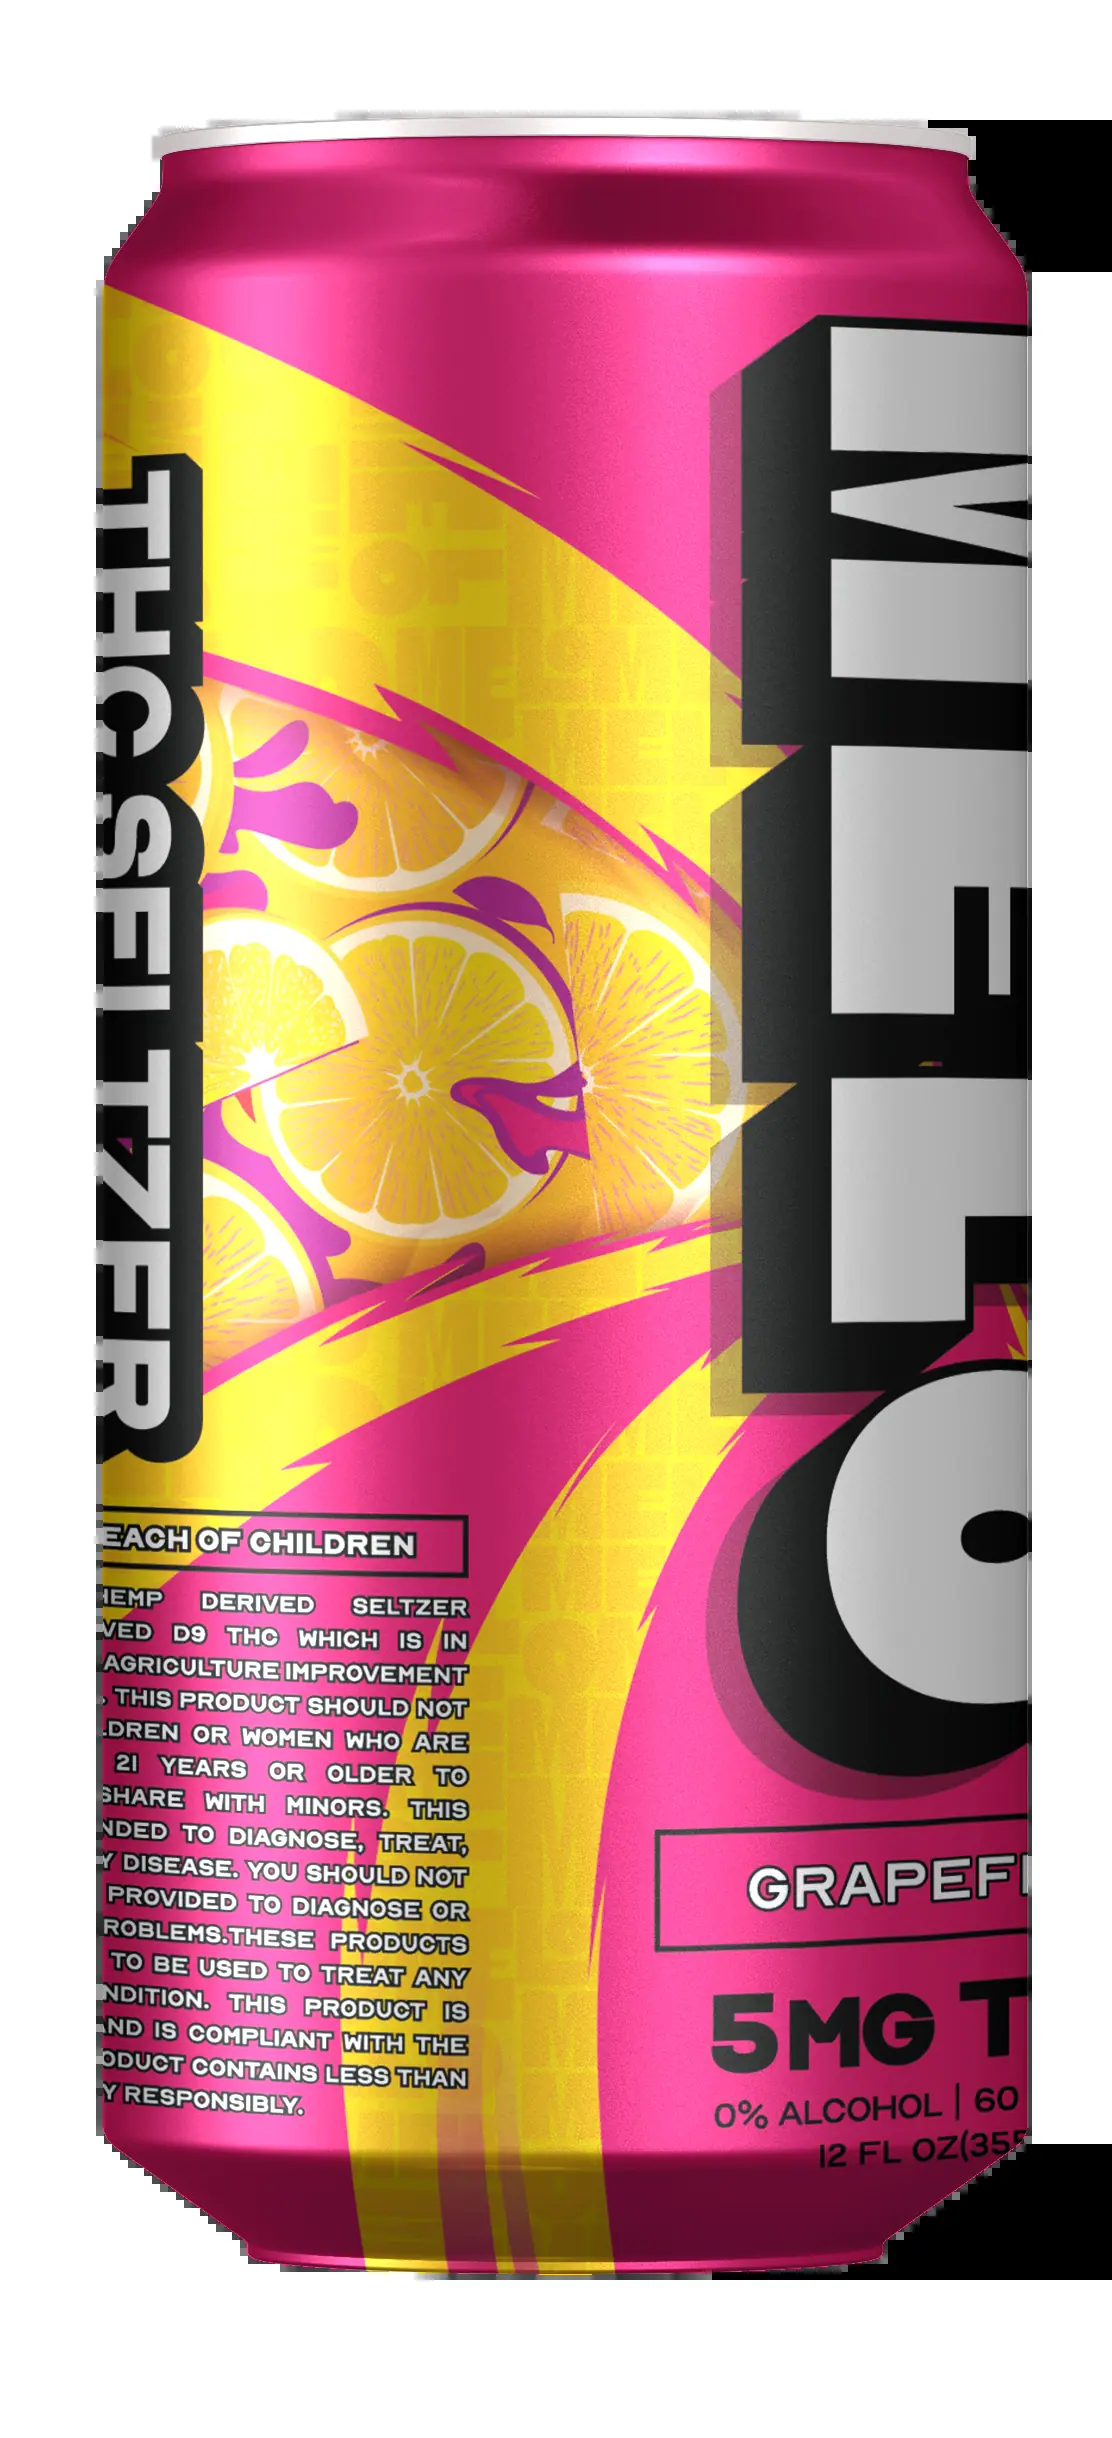 THC SELTZER
EACH OF CHILDREN
HEMP DERIVED SELTZER
VED D9 THC WHICH IS IN
AGRICULTURE IMPROVEMENT
. THIS PRODUCT SHOULD NOT
LDREN OR WOMEN WHO ARE
21 YEARS OR OLDER TO
SHARE WITH MINORS. THIS
NDED TO DIAGNOSE, TREAT,
Y DISEASE. YOU SHOULD NOT
PROVIDED TO DIAGNOSE OR
ROBLEMS.THESE PRODUCTS
TO BE USED TO TREAT ANY
NDITION. THIS PRODUCT IS
AND IS COMPLIANT WITH THE
ODUCT CONTAINS LESS THAN
Y RESPONSIBLY.
MELO
GRAPEF
5MG T
0% ALCOHOL | 60
12 FL OZ(355